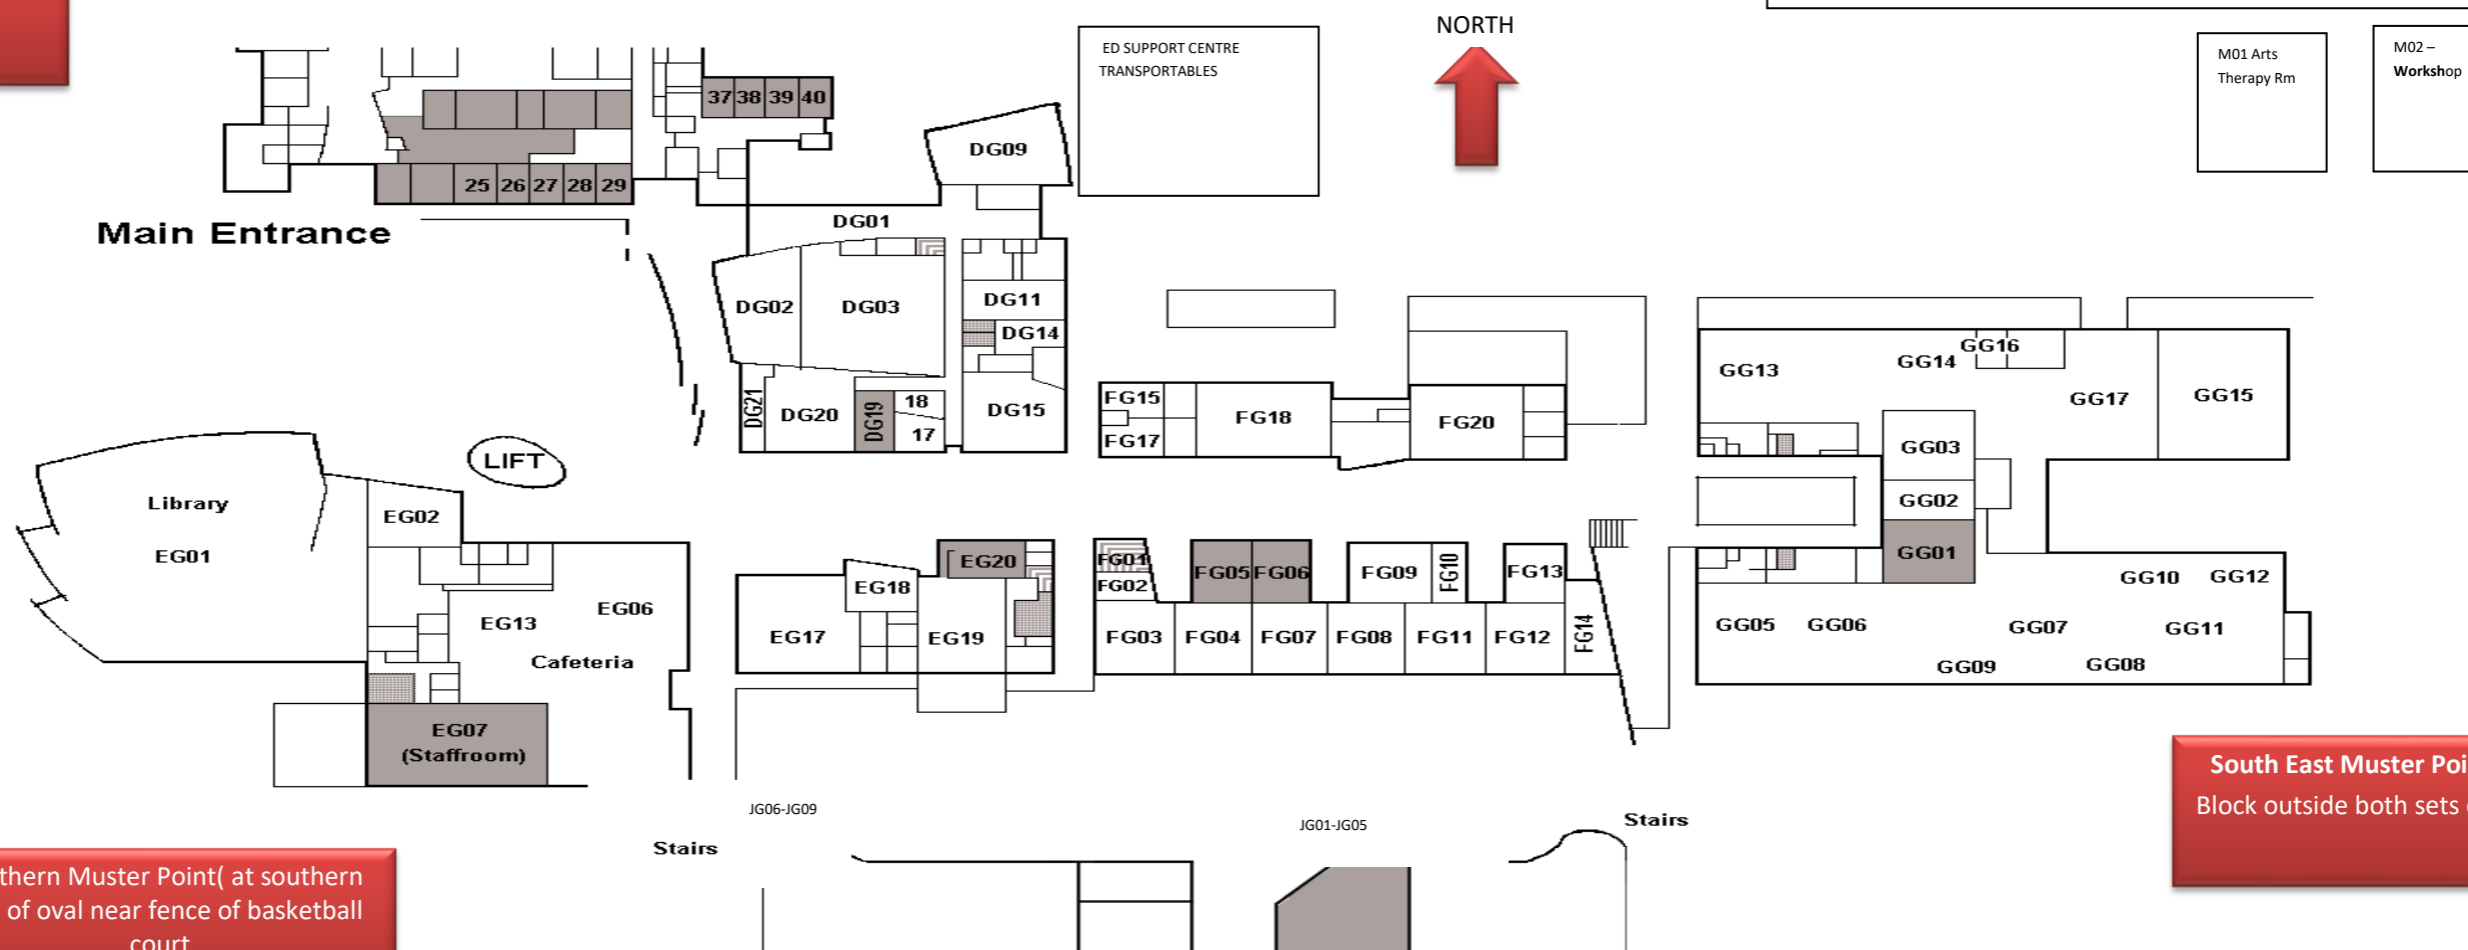 NORTH
ED SUPPORT CENTRE
TRANSPORTABLES
M01 Arts
Therapy Rm
M02 –
Workshop
37 38 39 40
25 26 27 28 29
Main Entrance
DG09
DG01
DG02
DG03
DG11
DG14
DG15
DG21
DG20
DG19
18
17
FG15
FG17
FG18
FG20
GG13
GG14
GG16
GG17
GG15
GG03
GG02
GG01
GG10
GG12
GG05
GG06
GG07
GG11
GG09
GG08
LIFT
Library
EG01
EG02
EG13
EG06
Cafeteria
EG07
(Staffroom)
EG17
EG18
EG20
EG19
FG01
FG02
FG05
FG06
FG09
FG10
FG13
FG03
FG04
FG07
FG08
FG11
FG12
FG14
JG06-JG09
JG01-JG05
Stairs
Stairs
South East Muster Poi
Block outside both sets
thern Muster Point( at southern
of oval near fence of basketball
court